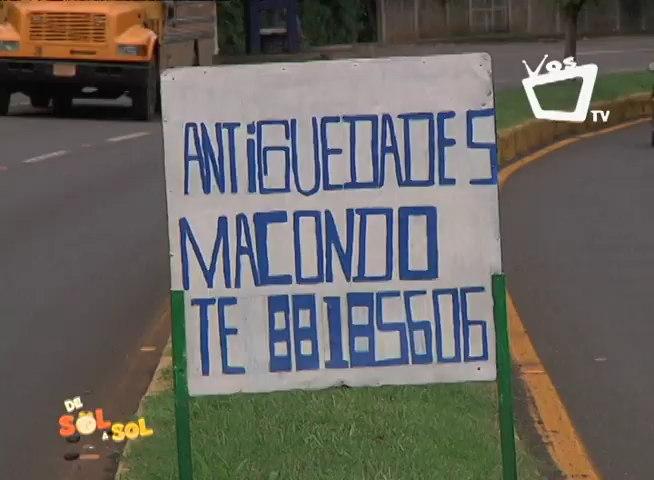 VOS
TV
ANTiGUEDADES
MACONDO
TE 88185606
DE
SOL
A SOL